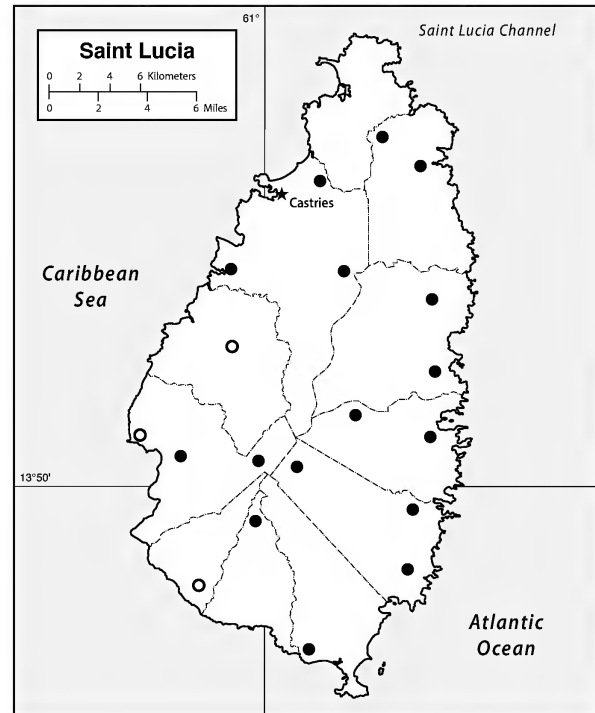 61°
Saint Lucia Channel
Saint Lucia
0 2 4 6 Kilometers
0 2 4 6 Miles
Castries
Caribbean
Sea
13°50'
Atlantic
Ocean